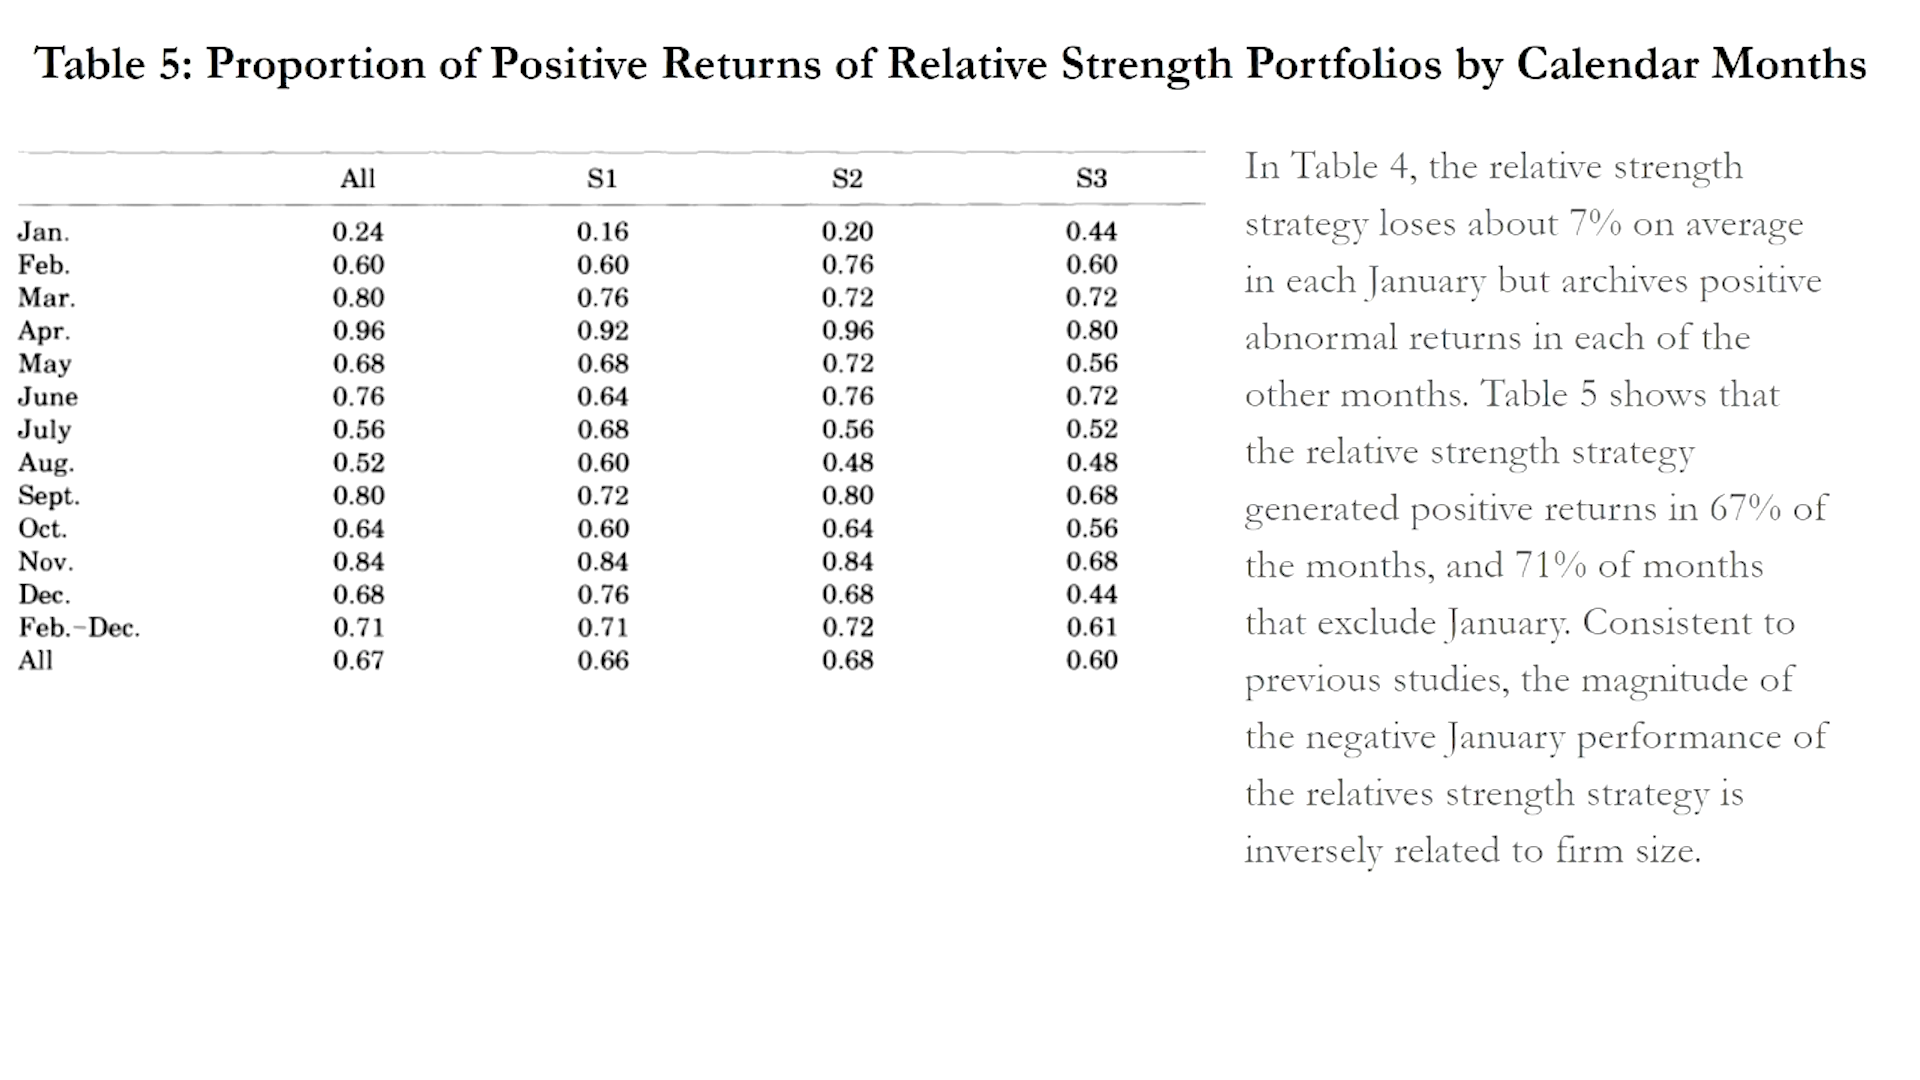 Table 5: Proportion of Positive Returns of Relative Strength Portfolios by Calendar Months
All S1 S2 S3
Jan. 0.24 0.16 0.20 0.44
Feb. 0.60 0.60 0.76 0.60
Mar. 0.80 0.76 0.72 0.72
Apr. 0.96 0.92 0.96 0.80
May 0.68 0.68 0.72 0.56
June 0.76 0.64 0.76 0.72
July 0.56 0.68 0.56 0.52
Aug. 0.52 0.60 0.48 0.48
Sept. 0.80 0.72 0.80 0.68
Oct. 0.64 0.60 0.64 0.56
Nov. 0.84 0.84 0.84 0.68
Dec. 0.68 0.76 0.68 0.44
Feb.-Dec. 0.71 0.71 0.72 0.61
All 0.67 0.66 0.68 0.60
In Table 4, the relative strength
strategy loses about 7% on average
in each January but archives positive
abnormal returns in each of the
other months. Table 5 shows that
the relative strength strategy
generated positive returns in 67% of
the months, and 71% of months
that exclude January. Consistent to
previous studies, the magnitude of
the negative January performance of
the relatives strength strategy is
inversely related to firm size.